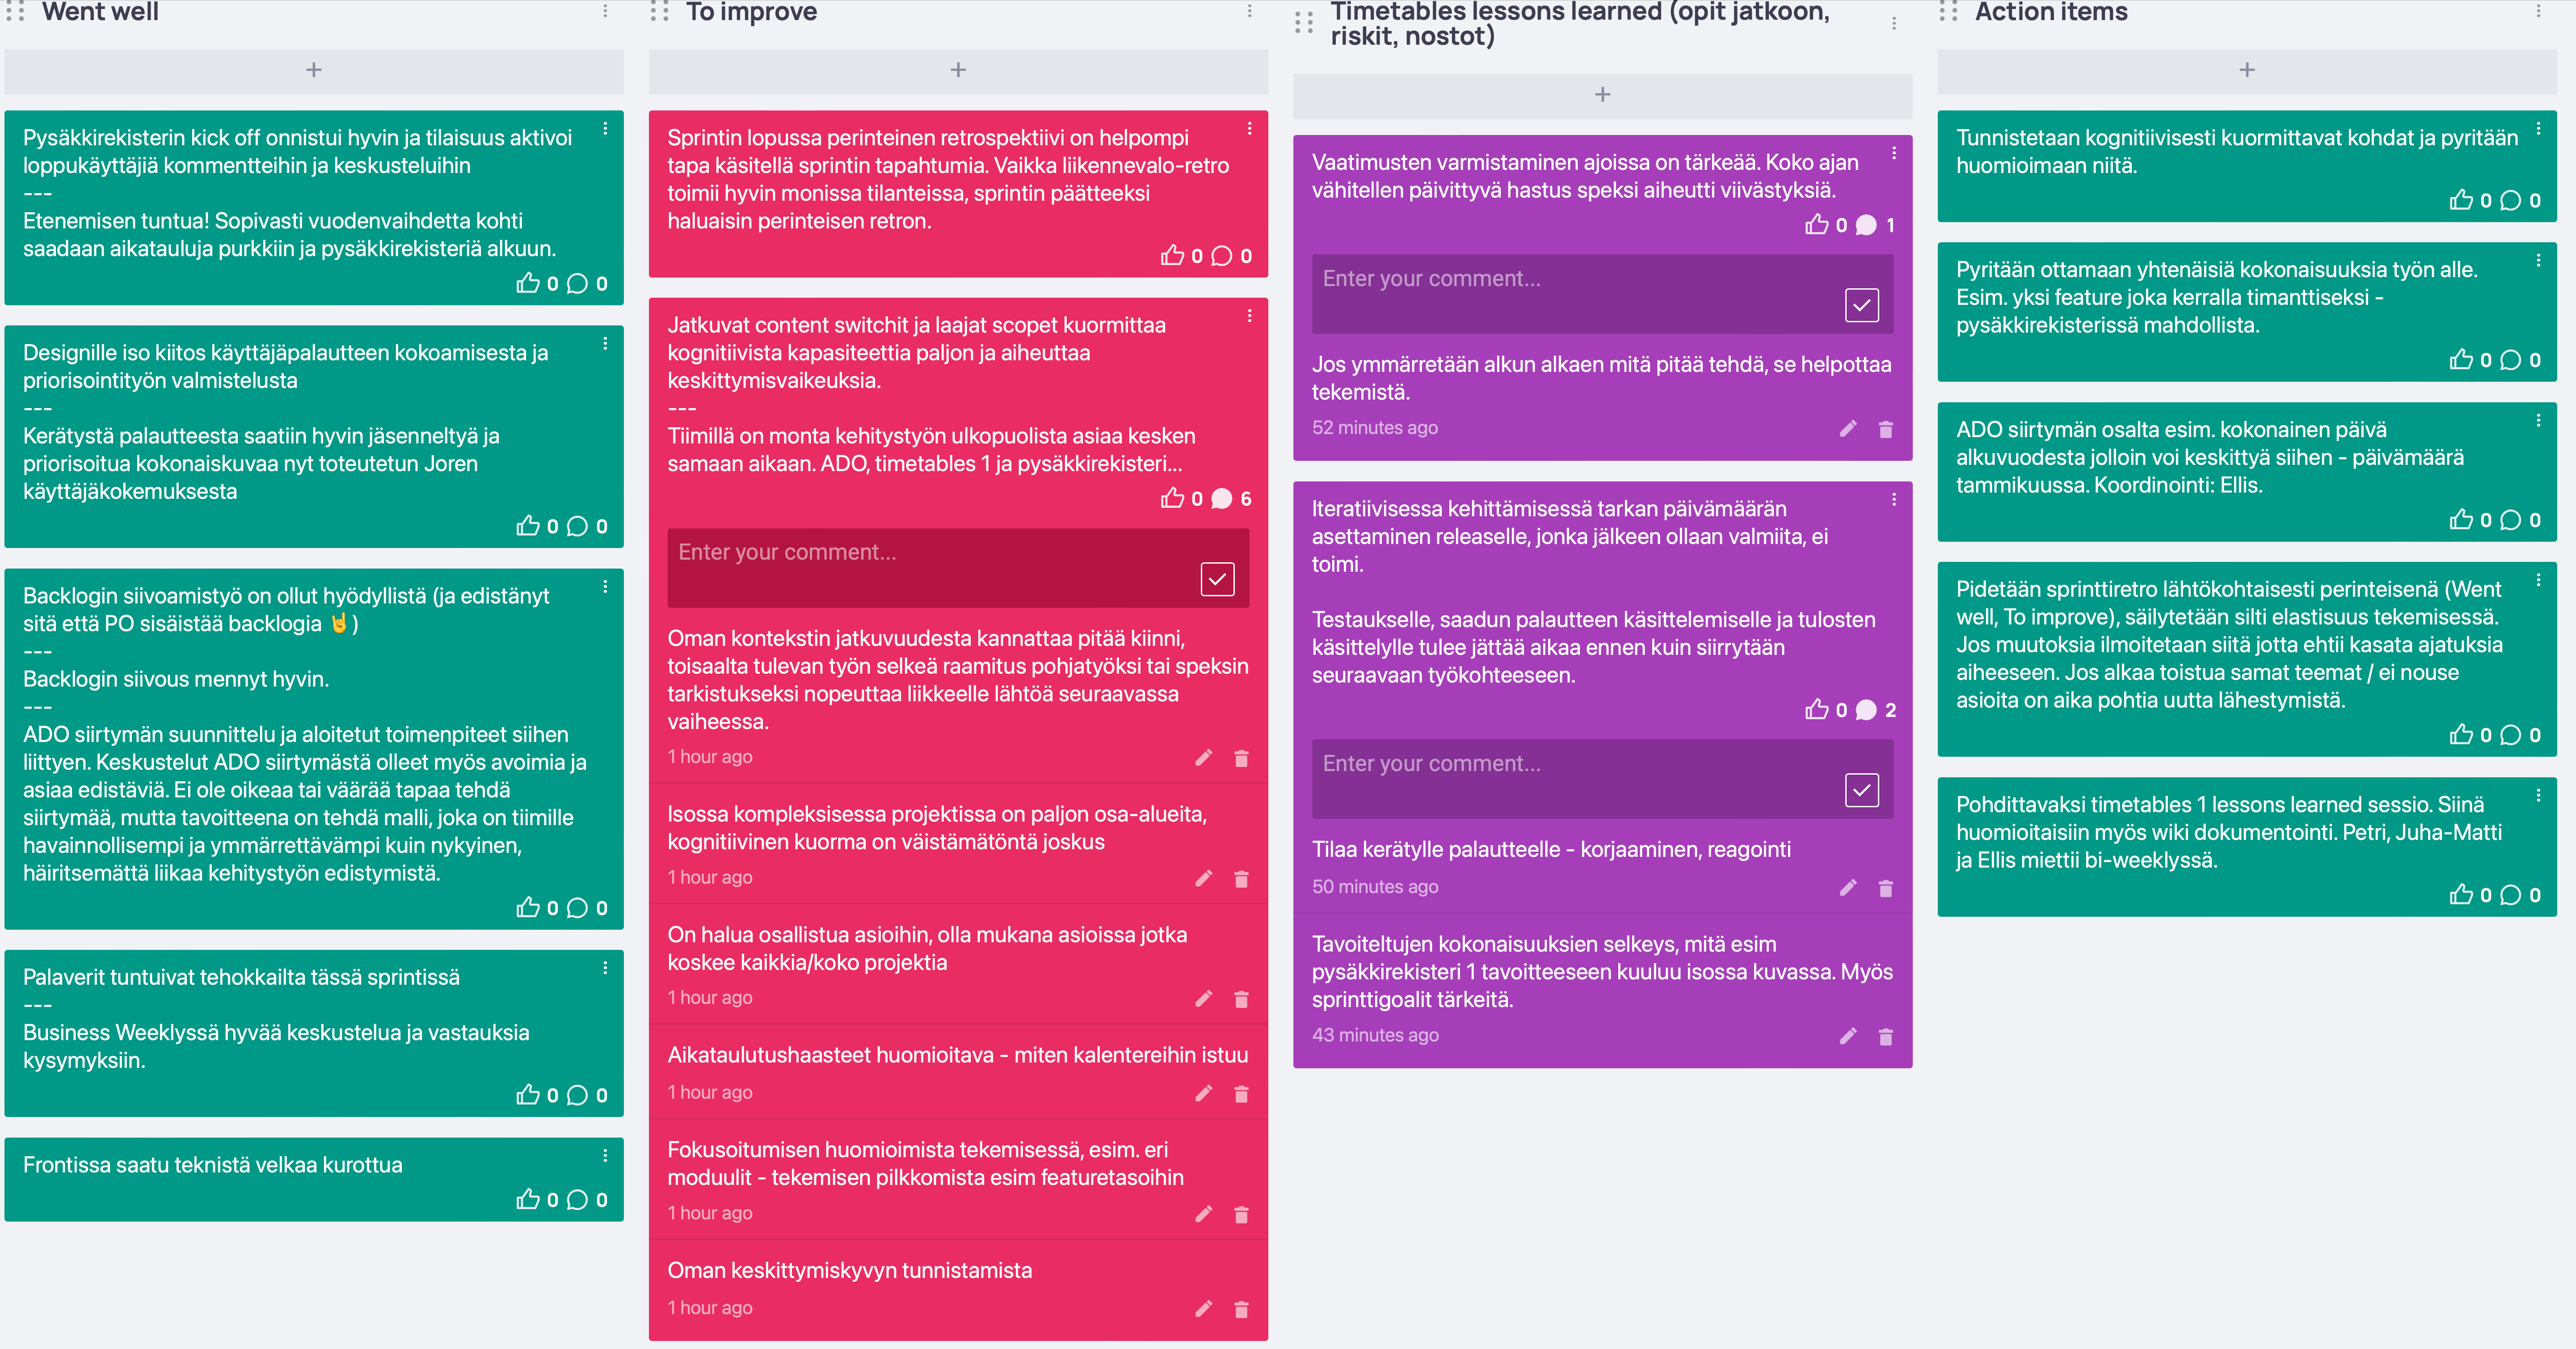 Went well
+
Pysäkkirekisterin kick off onnistui hyvin ja tilaisuus aktivoi
loppukäyttäjiä kommentteihin ja keskusteluihin
---
Etenemisen tuntua! Sopivasti vuodenvaihdetta kohti
saadaan aikatauluja purkkiin ja pysäkkirekisteriä alkuun.
0 0
Designille iso kiitos käyttäjäpalautteen kokoamisesta ja
priorisointityön valmistelusta
---
Kerätystä palautteesta saatiin hyvin jäsenneltyä ja
priorisoitua kokonaiskuvaa nyt toteutetun Joren
käyttäjäkokemuksesta
0 0
Backlogin siivoamistyö on ollut hyödyllistä (ja edistänyt
sitä että PO sisäistää backlogia 🤘)
---
Backlogin siivous mennyt hyvin.
---
ADO siirtymän suunnittelu ja aloitetut toimenpiteet siihen
liittyen. Keskustelut ADO siirtymästä olleet myös avoimia ja
asiaa edistäviä. Ei ole oikeaa tai väärää tapaa tehdä
siirtymää, mutta tavoitteena on tehdä malli, joka on tiimille
havainnollisempi ja ymmärrettävämpi kuin nykyinen,
häiritsemättä liikaa kehitystyön edistymistä.
0 0
Palaverit tuntuivat tehokkailta tässä sprintissä
---
Business Weeklyssä hyvää keskustelua ja vastauksia
kysymyksiin.
0 0
Frontissa saatu teknistä velkaa kurottua
0 0
To improve
+
Sprintin lopussa perinteinen retrospektiivi on helpompi
tapa käsitellä sprintin tapahtumia. Vaikka liikennevalo-retro
toimii hyvin monissa tilanteissa, sprintin päätteeksi
haluaisin perinteisen retron.
0 0
Jatkuvat content switchit ja laajat scopet kuormittaa
kognitiivista kapasiteettia paljon ja aiheuttaa
keskittymisvaikeuksia.
---
Tiimillä on monta kehitystyön ulkopuolista asiaa kesken
samaan aikaan. ADO, timetables 1 ja pysäkkirekisteri...
0 6
Enter your comment...
Oman kontekstin jatkuvuudesta kannattaa pitää kiinni,
toisaalta tulevan työn selkeä raamitus pohjatyöksi tai speksin
tarkistukseksi nopeuttaa liikkeelle lähtöä seuraavassa
vaiheessa.
1 hour ago
Isossa kompleksisessa projektissa on paljon osa-alueita,
kognitiivinen kuorma on väistämätöntä joskus
1 hour ago
On halua osallistua asioihin, olla mukana asioissa jotka
koskee kaikkia/koko projektia
1 hour ago
Aikataulutushaasteet huomioitava - miten kalentereihin istuu
1 hour ago
Fokusoitumisen huomioimista tekemisessä, esim. eri
moduulit - tekemisen pilkkomista esim featuretasoihin
1 hour ago
Oman keskittymiskyvyn tunnistamista
1 hour ago
Timetables lessons learned (opit jatkoon,
riskit, nostot)
+
Vaatimusten varmistaminen ajoissa on tärkeää. Koko ajan
vähitellen päivittyvä hastus speksi aiheutti viivästyksiä.
0 1
Enter your comment...
Jos ymmärretään alkun alkaen mitä pitää tehdä, se helpottaa
tekemistä.
52 minutes ago
Iteratiivisessa kehittämisessä tarkan päivämäärän
asettaminen releaselle, jonka jälkeen ollaan valmiita, ei
toimi.
Testaukselle, saadun palautteen käsittelemiselle ja tulosten
käsittelylle tulee jättää aikaa ennen kuin siirrytään
seuraavaan työkohteeseen.
0 2
Enter your comment...
Tilaa kerätylle palautteelle - korjaaminen, reagointi
50 minutes ago
Tavoiteltujen kokonaisuuksien selkeys, mitä esim
pysäkkirekisteri 1 tavoitteeseen kuuluu isossa kuvassa. Myös
sprinttigoalit tärkeitä.
43 minutes ago
Action items
+
Tunnistetaan kognitiivisesti kuormittavat kohdat ja pyritään
huomioimaan niitä.
0 0
Pyritään ottamaan yhtenäisiä kokonaisuuksia työn alle.
Esim. yksi feature joka kerralla timanttiseksi -
pysäkkirekisterissä mahdollista.
0 0
ADO siirtymän osalta esim. kokonainen päivä
alkuvuodesta jolloin voi keskittyä siihen - päivämäärä
tammikuussa. Koordinointi: Ellis.
0 0
Pidetään sprinttiretro lähtökohtaisesti perinteisenä (Went
well, To improve), säilytetään silti elastisuus tekemisessä.
Jos muutoksia ilmoitetaan siitä jotta ehtii kasata ajatuksia
aiheeseen. Jos alkaa toistua samat teemat / ei nouse
asioita on aika pohtia uutta lähestymistä.
0 0
Pohdittavaksi timetables 1 lessons learned sessio. Siinä
huomioitaisiin myös wiki dokumentointi. Petri, Juha-Matti
ja Ellis miettii bi-weeklyssä.
0 0